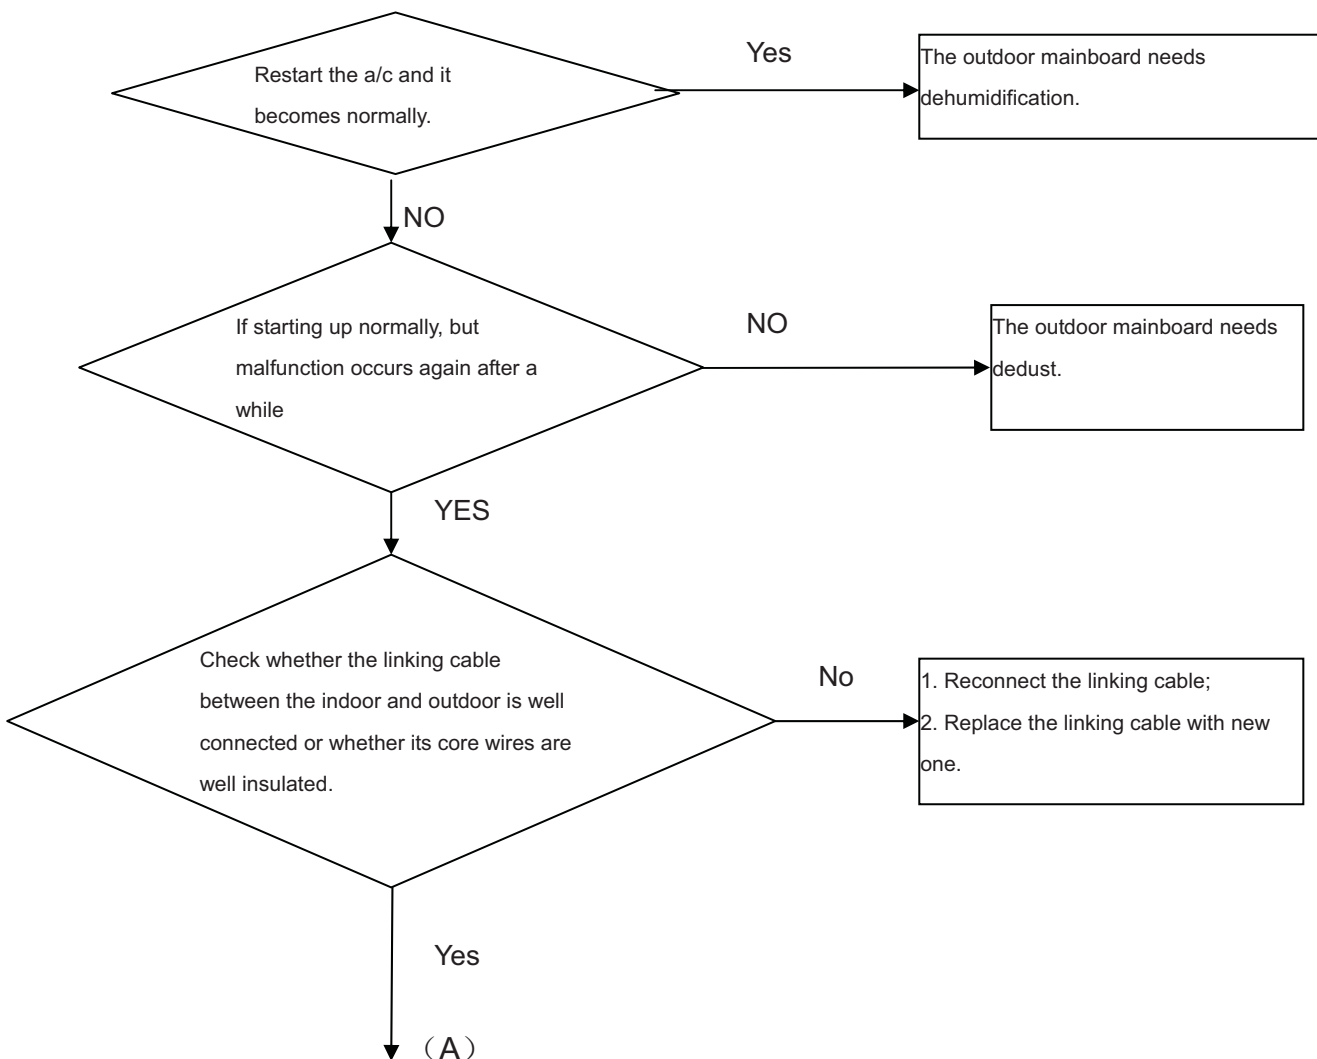 Restart the a/c and it
becomes normally.
Yes
The outdoor mainboard needs
dehumidification.
NO
If starting up normally, but
malfunction occurs again after a
while
NO
The outdoor mainboard needs
dedust.
YES
Check whether the linking cable
between the indoor and outdoor is well
connected or whether its core wires are
well insulated.
No
1. Reconnect the linking cable;
2. Replace the linking cable with new
one.
Yes
（A）